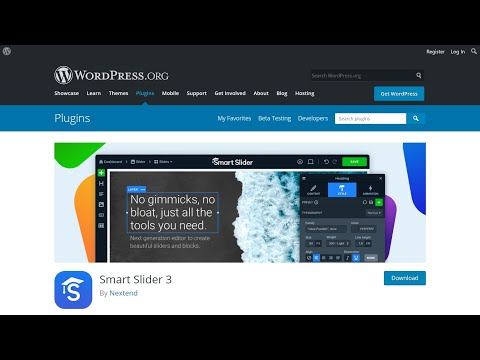 Register Log In
WORDPRESS.ORG
Search WordPress.org
Showcase Learn Themes Plugins Mobile Support Get Involved About Blog Hosting
Get WordPress
Plugins
My Favorites Beta Testing Developers
Search plugins
Dashboard Slider Slides
Smart Slider
SAVE
LAYER
No gimmicks, no
bloat, just all the
tools you need.
Next generation editor to create
beautiful sliders and blocks.
Heading
CONTENT STYLE ANIMATION
TYPOGRAPHY
Normal
Smart Slider 3
By Nextend
Download